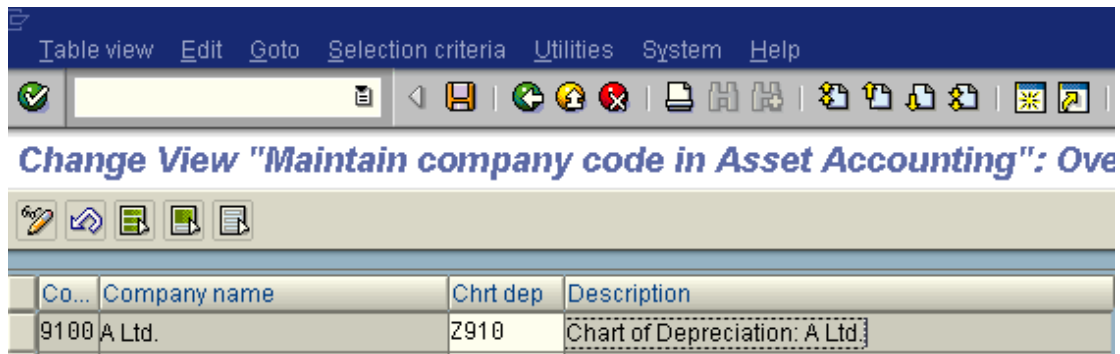 Table view Edit Goto Selection criteria Utilities System Help
Change View "Maintain company code in Asset Accounting": Ove
Co... Company name Chrt dep Description
9100 A Ltd. Z910 Chart of Depreciation: A Ltd.